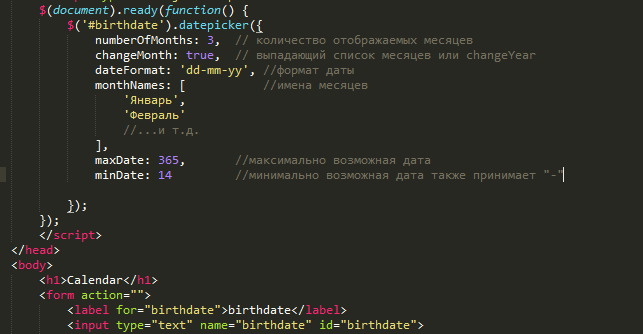 $(document).ready(function() {
$('#birthdate').datepicker({
numberOfMonths: 3, // количество отображаемых месяцев
changeMonth: true, // выпадающий список месяцев или changeYear
dateFormat: 'dd-mm-yy', //формат даты
monthNames: [ //имена месяцев
'Январь',
'Февраль'
//...и т.д.
],
maxDate: 365, //максимально возможная дата
minDate: 14 //минимально возможная дата также принимает "-"
});
});
</script>
</head>
<body>
<h1>Calendar</h1>
<form action="">
<label for="birthdate">birthdate</label>
<input type="text" name="birthdate" id="birthdate">